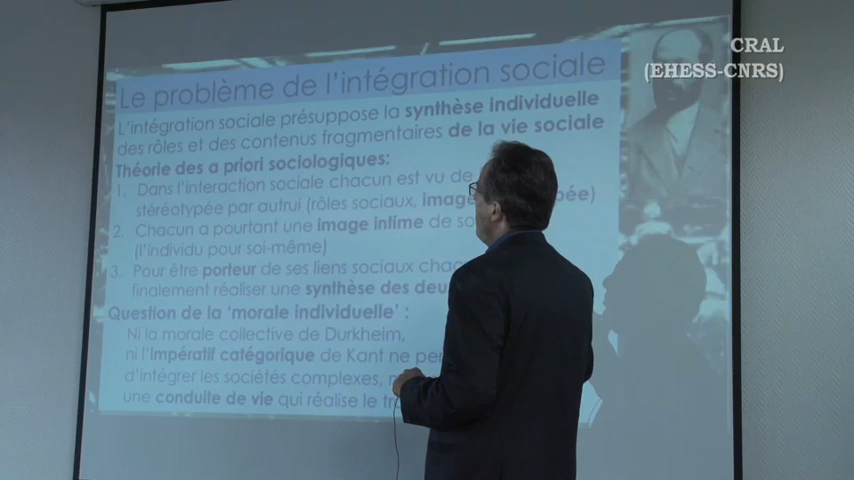 CRAL
(EHESS-CNRS)
Le problème de l'intégration sociale
L'intégration sociale présuppose la synthèse individuelle
des rôles et des contenus fragmentaires de la vie sociale
Théorie des a priori sociologiques:
1. Dans l'interaction sociale chacun est vu de
stéréotypée par autrui (rôles sociaux,
2. Chacun a pourtant une image intime de
(l'individu pour soi-même)
3. Pour être porteur de ses liens sociaux
finalement réaliser une synthèse des
Question de la 'morale individuelle' :
Ni la morale collective de Durkheim,
ni l'impératif catégorique de Kant ne
d'intégrer les sociétés complexes,
une conduite de vie qui réalise le